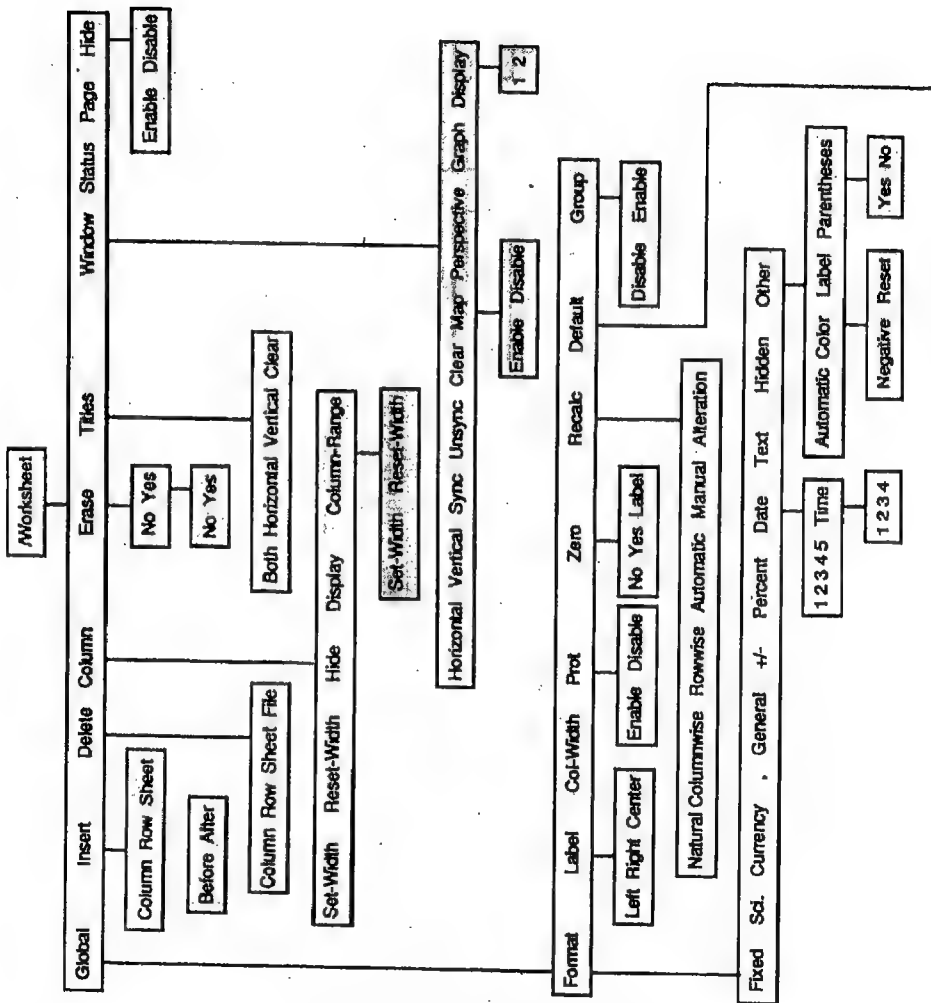 /Worksheet
Global Insert Delete Column Erase Titles Window Status Page Hide
Column Row Sheet
Before After
Column Row Sheet File
No Yes
No Yes
Both Horizontal Vertical Clear
Enable Disable
Set-Width Reset-Width Hide Display Column-Range
Set-Width Reset-Width
Horizontal Vertical Sync Unsync Clear Map Perspective Graph Display
Enable Disable
1 2
Format Label Col-Width Prot Zero Recalc Default Group
Left Right Center
Enable Disable
No Yes Label
Disable Enable
Natural Columnwise Rowwise Automatic Manual Alteration
Fixed Sci. Currency , General +/- Percent Date Text Hidden Other
1 2 3 4 5 Time
1 2 3 4
Automatic Color Label Parentheses
Negative Reset
Yes No